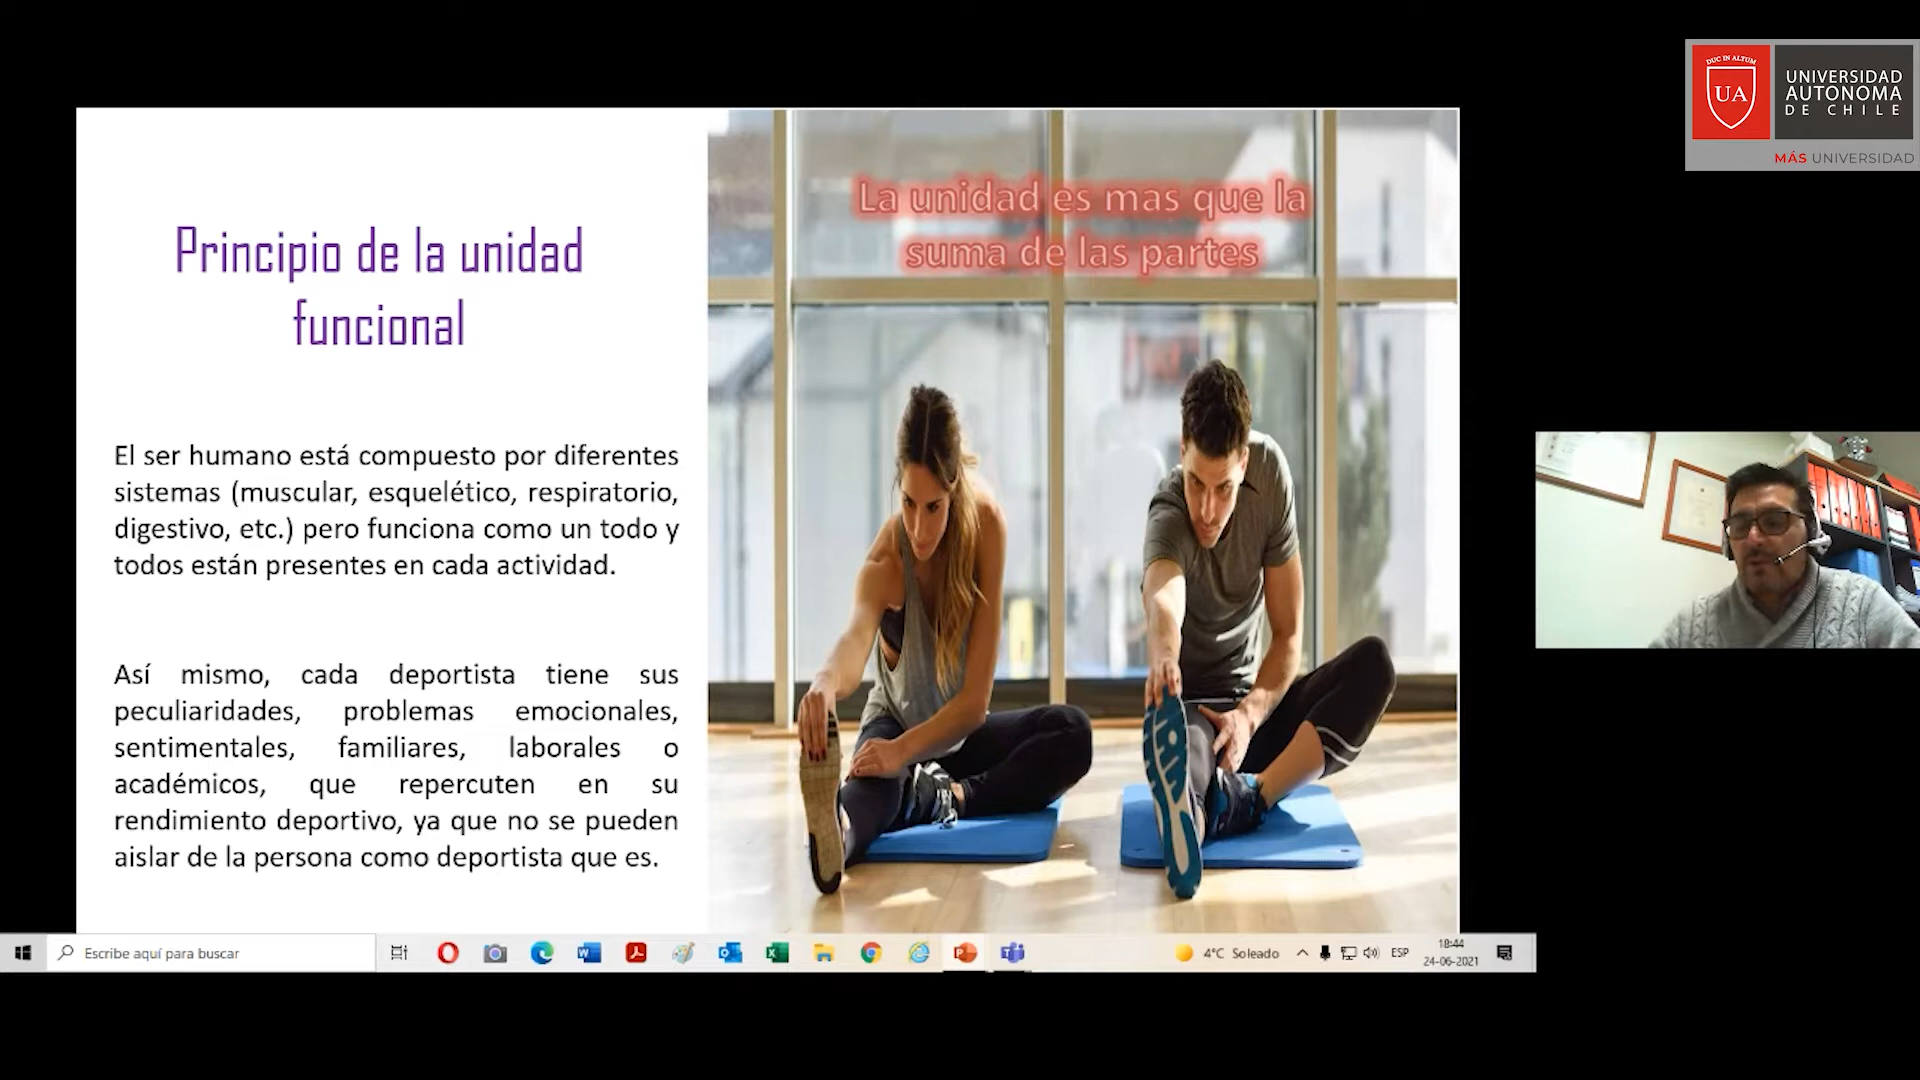 DUC IN ALTUM
UA
UNIVERSIDAD
AUTONOMA
DE CHILE
MÁS UNIVERSIDAD
La unidad es mas que la
suma de las partes
Principio de la unidad
funcional
El ser humano está compuesto por diferentes
sistemas (muscular, esquelético, respiratorio,
digestivo, etc.) pero funciona como un todo y
todos están presentes en cada actividad.
Así mismo, cada deportista tiene sus
peculiaridades, problemas emocionales,
sentimentales, familiares, laborales o
académicos, que repercuten en su
rendimiento deportivo, ya que no se pueden
aislar de la persona como deportista que es.
Escribe aquí para buscar
4°C Soleado
ESP
18:44
24-06-2021